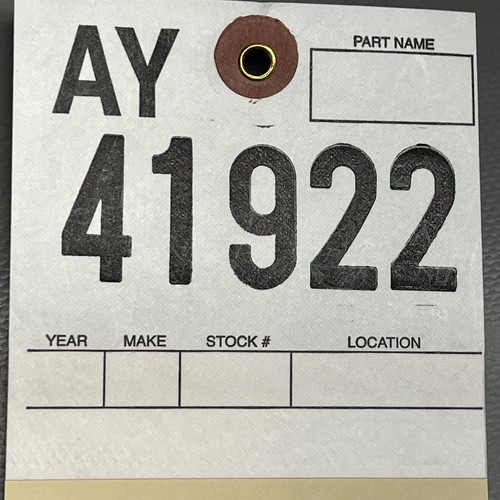 AY
PART NAME
41922
YEAR MAKE STOCK # LOCATION